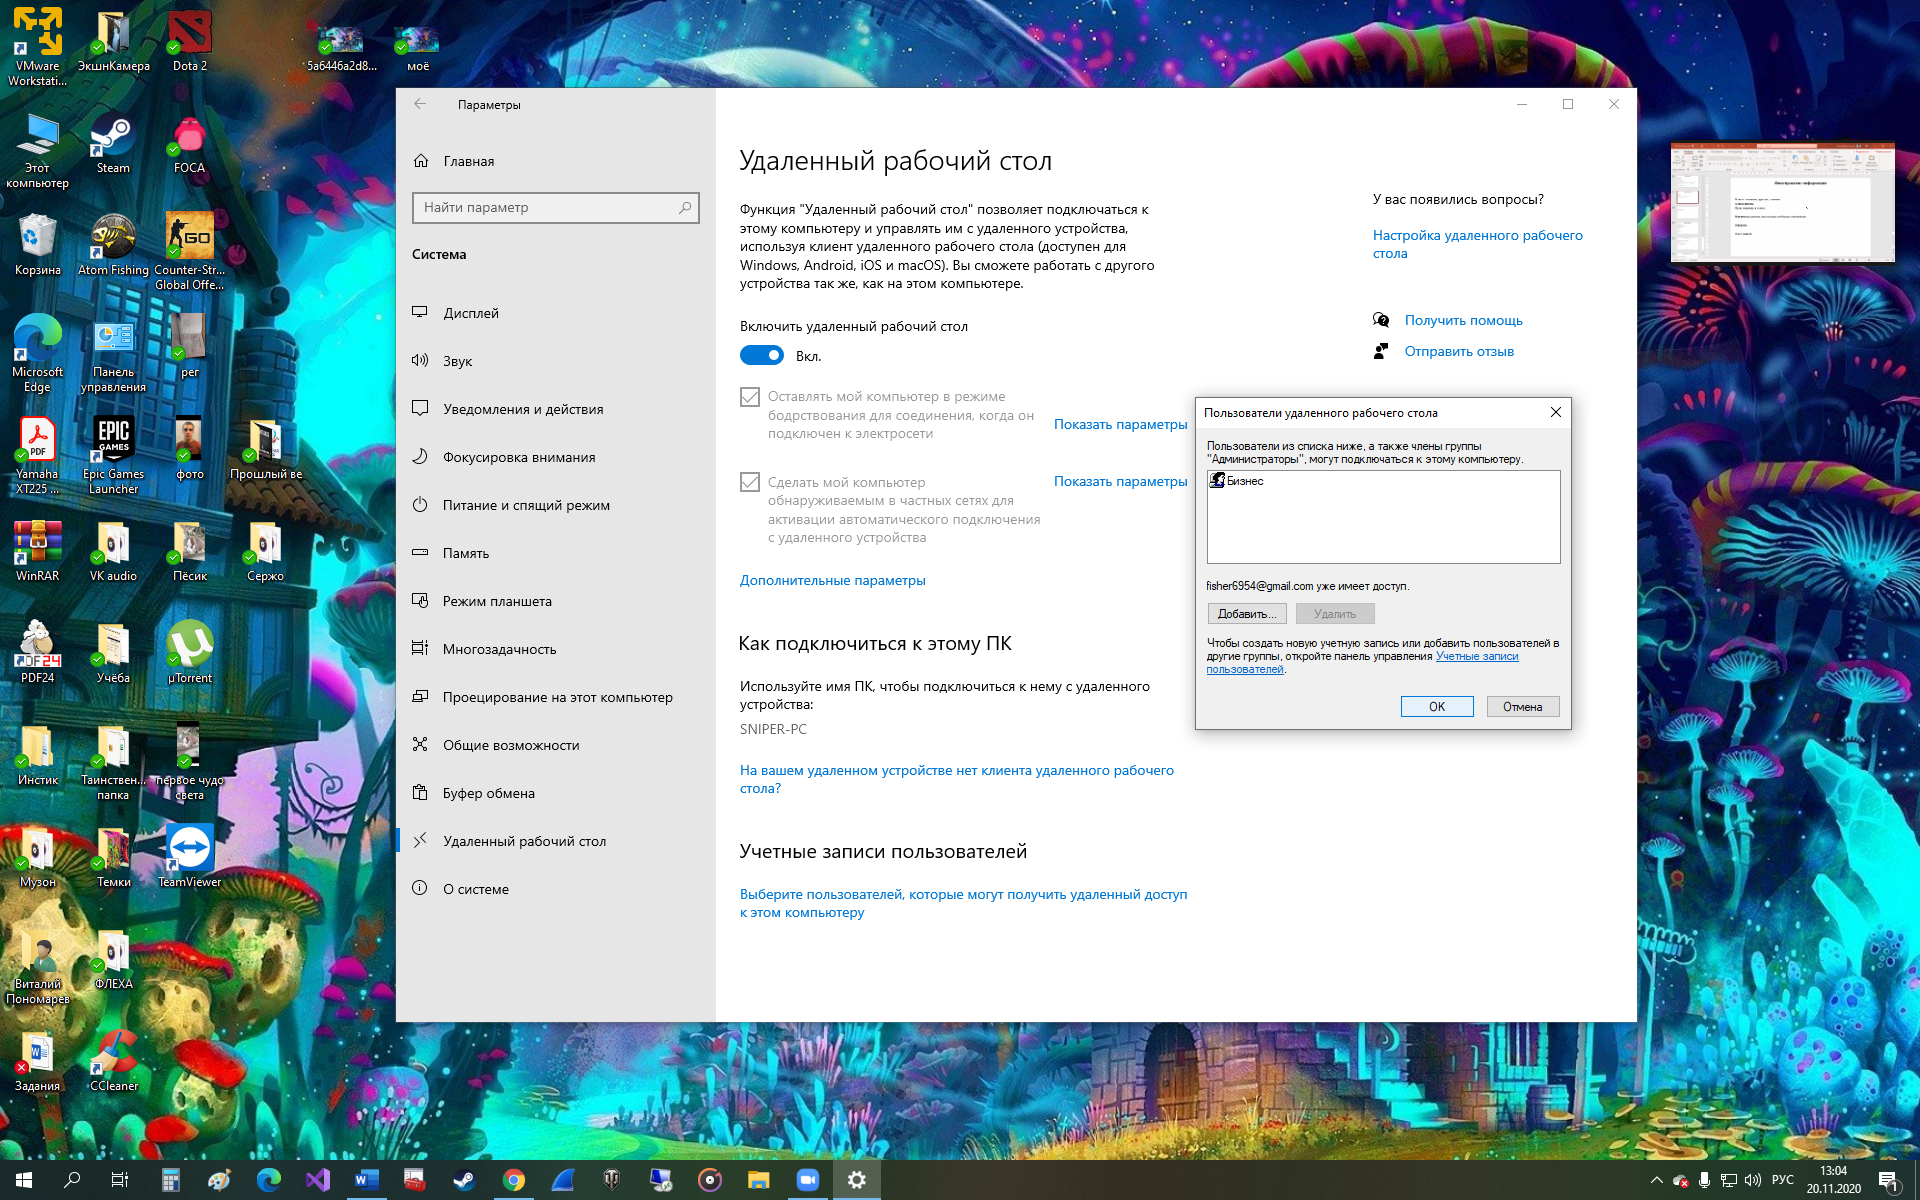 VMware
Workstati...
ЭкшнКамера
Dota 2
5a6446a2d8...
моё
Этот
компьютер
Steam
FOCA
Корзина
Atom Fishing
Counter-Str...
Global Offe...
Microsoft
Edge
Панель
управления
рег
Yamaha
XT225 ...
Epic Games
Launcher
фото
Прошлый ве
WinRAR
VK audio
Пёсик
Сержо
PDF24
Учёба
µTorrent
Инстик
Таинствен...
папка
первое чудо
света
Музон
Темки
TeamViewer
Виталий
Пономарев
ФЛЕХА
Задания
CCleaner
Параметры
Главная
Найти параметр
Система
Дисплей
Звук
Уведомления и действия
Фокусировка внимания
Питание и спящий режим
Память
Режим планшета
Многозадачность
Проецирование на этот компьютер
Общие возможности
Буфер обмена
Удаленный рабочий стол
О системе
Удаленный рабочий стол
Функция "Удаленный рабочий стол" позволяет подключаться к
этому компьютеру и управлять им с удаленного устройства,
используя клиент удаленного рабочего стола (доступен для
Windows, Android, iOS и macOS). Вы сможете работать с другого
устройства так же, как на этом компьютере.
Включить удаленный рабочий стол
Вкл.
Оставлять мой компьютер в режиме
бодрствования для соединения, когда он
подключен к электросети
Показать параметры
Сделать мой компьютер
обнаруживаемым в частных сетях для
активации автоматического подключения
с удаленного устройства
Показать параметры
Дополнительные параметры
Как подключиться к этому ПК
Используйте имя ПК, чтобы подключиться к нему с удаленного
устройства:
SNIPER-PC
На вашем удаленном устройстве нет клиента удаленного рабочего
стола?
Учетные записи пользователей
Выберите пользователей, которые могут получить удаленный доступ
к этом компьютеру
У вас появились вопросы?
Настройка удаленного рабочего
стола
Получить помощь
Отправить отзыв
Пользователи удаленного рабочего стола
Пользователи из списка ниже, а также члены группы
"Администраторы", могут подключаться к этому компьютеру.
Бизнес
fisher6954@gmail.com уже имеет доступ.
Добавить...
Удалить
Чтобы создать новую учетную запись или добавить пользователей в
другие группы, откройте панель управления Учетные записи
пользователей.
OK
Отмена
РУС
13:04
20.11.2020
1